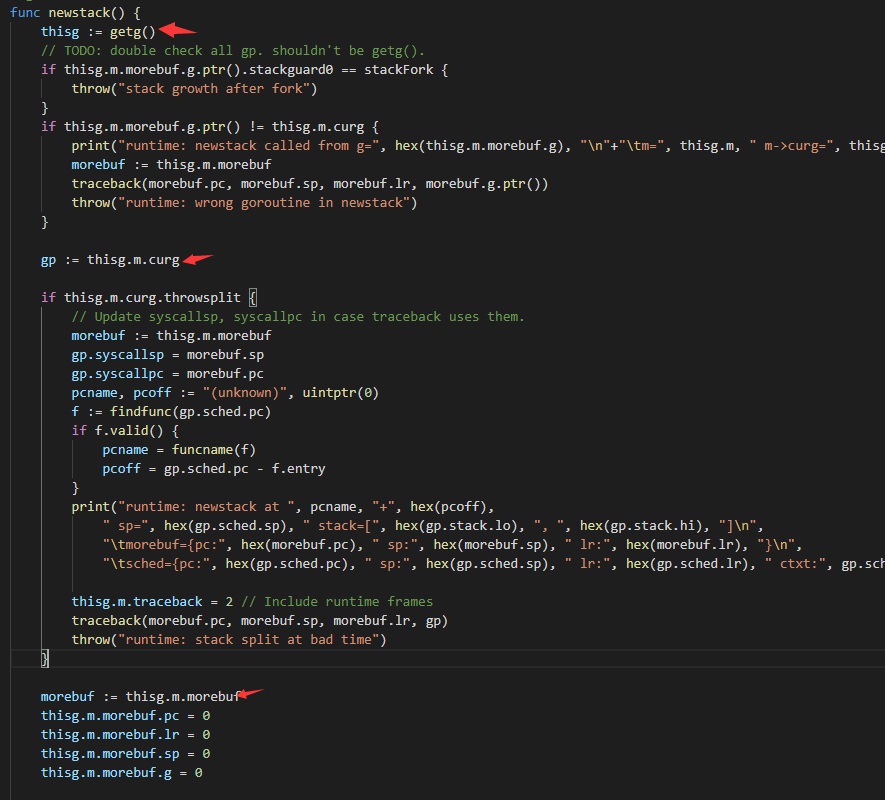 func newstack() {
thisg := getg()
// TODO: double check all gp. shouldn't be getg().
if thisg.m.morebuf.g.ptr().stackguard0 == stackFork {
throw("stack growth after fork")
}
if thisg.m.morebuf.g.ptr() != thisg.m.curg {
print("runtime: newstack called from g=", hex(thisg.m.morebuf.g), "\n"+"\tm=", thisg.m, " m->curg=", thisg
morebuf := thisg.m.morebuf
traceback(morebuf.pc, morebuf.sp, morebuf.lr, morebuf.g.ptr())
throw("runtime: wrong goroutine in newstack")
}
gp := thisg.m.curg
if thisg.m.curg.throwsplit {
// Update syscallsp, syscallpc in case traceback uses them.
morebuf := thisg.m.morebuf
gp.syscallsp = morebuf.sp
gp.syscallpc = morebuf.pc
pcname, pcoff := "(unknown)", uintptr(0)
f := findfunc(gp.sched.pc)
if f.valid() {
pcname = funcname(f)
pcoff = gp.sched.pc - f.entry
}
print("runtime: newstack at ", pcname, "+", hex(pcoff),
" sp=", hex(gp.sched.sp), " stack=[", hex(gp.stack.lo), ", ", hex(gp.stack.hi), "]\n",
"\tmorebuf={pc:", hex(morebuf.pc), " sp:", hex(morebuf.sp), " lr:", hex(morebuf.lr), "}\n",
"\tsched={pc:", hex(gp.sched.pc), " sp:", hex(gp.sched.sp), " lr:", hex(gp.sched.lr), " ctxt:", gp.sch
thisg.m.traceback = 2 // Include runtime frames
traceback(morebuf.pc, morebuf.sp, morebuf.lr, gp)
throw("runtime: stack split at bad time")
}
morebuf := thisg.m.morebuf
thisg.m.morebuf.pc = 0
thisg.m.morebuf.lr = 0
thisg.m.morebuf.sp = 0
thisg.m.morebuf.g = 0